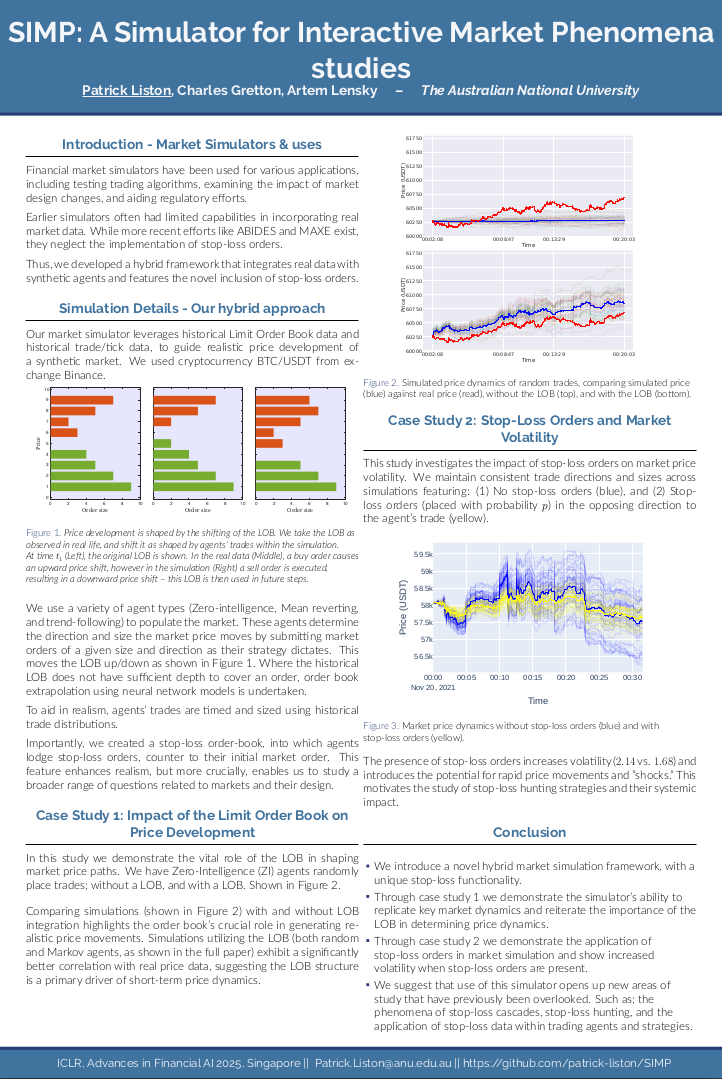 SIMP: A Simulator for Interactive Market Phenomena
studies
Patrick Liston, Charles Gretton, Artem Lensky – The Australian National University
Introduction - Market Simulators & uses
Financial market simulators have been used for various applications,
including testing trading algorithms, examining the impact of market
design changes, and aiding regulatory efforts.
Earlier simulators often had limited capabilities in incorporating real
market data. While more recent efforts like ABIDES and MAXE exist,
they neglect the implementation of stop-loss orders.
Thus, we developed a hybrid framework that integrates real data with
synthetic agents and features the novel inclusion of stop-loss orders.
Simulation Details - Our hybrid approach
Our market simulator leverages historical Limit Order Book data and
historical trade/tick data, to guide realistic price development of
a synthetic market. We used cryptocurrency BTC/USDT from ex-
change Binance.
10
9
8
7
6
5
4
3
2
1
0
Price
0 2 4 6 8 10
0 2 4 6 8 10
0 2 4 6 8 10
Order size
Order size
Order size
Figure 1. Price development is shaped by the shifting of the LOB. We take the LOB as
observed in real life, and shift it as shaped by agents' trades within the simulation.
At time t₁ (Left), the original LOB is shown. In the real data (Middle), a buy order causes
an upward price shift, however in the simulation (Right) a sell order is executed,
resulting in a downward price shift – this LOB is then used in future steps.
We use a variety of agent types (Zero-intelligence, Mean reverting,
and trend-following) to populate the market. These agents determine
the direction and size the market price moves by submitting market
orders of a given size and direction as their strategy dictates. This
moves the LOB up/down as shown in Figure 1. Where the historical
LOB does not have sufficient depth to cover an order, order book
extrapolation using neural network models is undertaken.
To aid in realism, agents' trades are timed and sized using historical
trade distributions.
Importantly, we created a stop-loss order-book, into which agents
lodge stop-loss orders, counter to their initial market order. This
feature enhances realism, but more crucially, enables us to study a
broader range of questions related to markets and their design.
Case Study 1: Impact of the Limit Order Book on
Price Development
In this study we demonstrate the vital role of the LOB in shaping
market price paths. We have Zero-Intelligence (ZI) agents randomly
place trades; without a LOB, and with a LOB. Shown in Figure 2.
Comparing simulations (shown in Figure 2) with and without LOB
integration highlights the order book's crucial role in generating re-
alistic price movements. Simulations utilizing the LOB (both random
and Markov agents, as shown in the full paper) exhibit a significantly
better correlation with real price data, suggesting the LOB structure
is a primary driver of short-term price dynamics.
61750
61500
61250
61000
60750
60500
60250
60000
Price (USDT)
00:02:08 00:08:47 00:13:29 00:20:03
Time
61750
61500
61250
61000
60750
60500
60250
60000
Price (USDT)
00:02:08 00:08:47 00:13:29 00:20:03
Time
Figure 2. Simulated price dynamics of random trades, comparing simulated price
(blue) against real price (read), without the LOB (top), and with the LOB (bottom).
Case Study 2: Stop-Loss Orders and Market
Volatility
This study investigates the impact of stop-loss orders on market price
volatility. We maintain consistent trade directions and sizes across
simulations featuring: (1) No stop-loss orders (blue), and (2) Stop-
loss orders (placed with probability p) in the opposing direction to
the agent's trade (yellow).
59.5k
59k
58.5k
58k
57.5k
57k
56.5k
Price (USDT)
00:00 00:05 00:10 00:15 00:20 00:25 00:30
Nov 20, 2021
Time
Figure 3. Market price dynamics without stop-loss orders (blue) and with
stop-loss orders (yellow).
The presence of stop-loss orders increases volatility (2.14 vs. 1.68) and
introduces the potential for rapid price movements and "shocks." This
motivates the study of stop-loss hunting strategies and their systemic
impact.
Conclusion
▪ We introduce a novel hybrid market simulation framework, with a
unique stop-loss functionality.
▪ Through case study 1 we demonstrate the simulator's ability to
replicate key market dynamics and reiterate the importance of the
LOB in determining price dynamics.
▪ Through case study 2 we demonstrate the application of
stop-loss orders in market simulation and show increased
volatility when stop-loss orders are present.
▪ We suggest that use of this simulator opens up new areas of
study that have previously been overlooked. Such as; the
phenomena of stop-loss cascades, stop-loss hunting, and the
application of stop-loss data within trading agents and strategies.
ICLR, Advances in Financial AI 2025, Singapore || Patrick.Liston@anu.edu.au || https://github.com/patrick-liston/SIMP